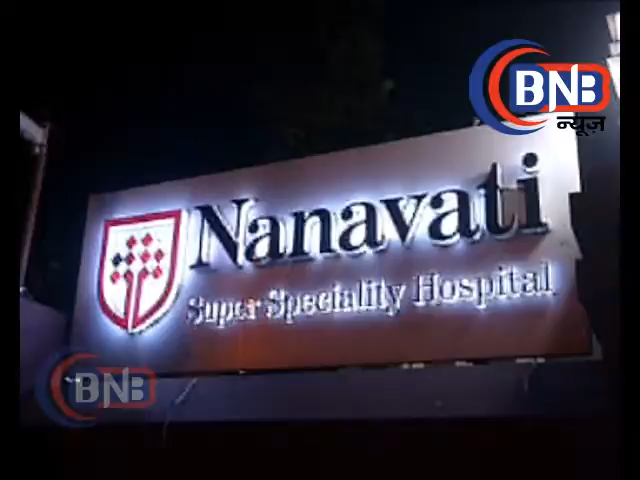 BNB
न्यूज़
Nanavati
Super Speciality Hospital
BNB